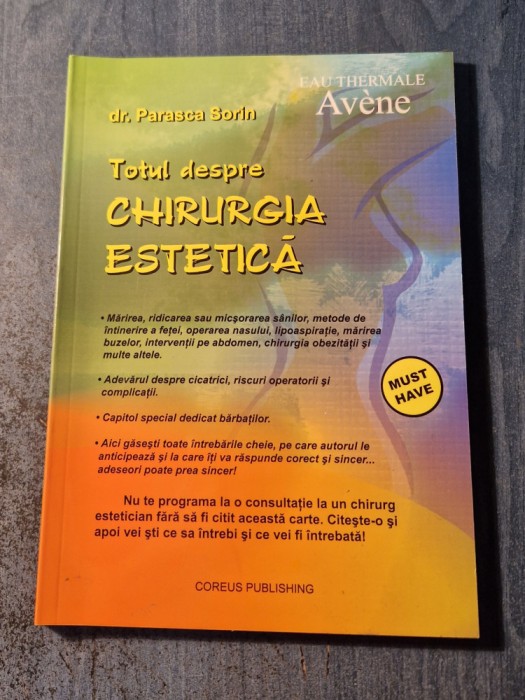 EAU THERMALE
Avène
dr. Parasca Sorin
Totul despre
CHIRURGIA
ESTETICĂ
• Mărirea, ridicarea sau micşorarea sânilor, metode de
întinerire a feţei, operarea nasului, lipoaspiraţie, mărirea
buzelor, intervenţii pe abdomen, chirurgia obezităţii şi
multe altele.
MUST
HAVE
• Adevărul despre cicatrici, riscuri operatorii şi
complicaţii.
• Capitol special dedicat bărbaţilor.
• Aici găseşti toate întrebările cheie, pe care autorul le
anticipează şi la care îţi va răspunde corect şi sincer...
adeseori poate prea sincer!
Nu te programa la o consultaţie la un chirurg
estetician fără să fi citit această carte. Citeşte-o şi
apoi vei şti ce sa întrebi şi ce vei fi întrebată!
COREUS PUBLISHING